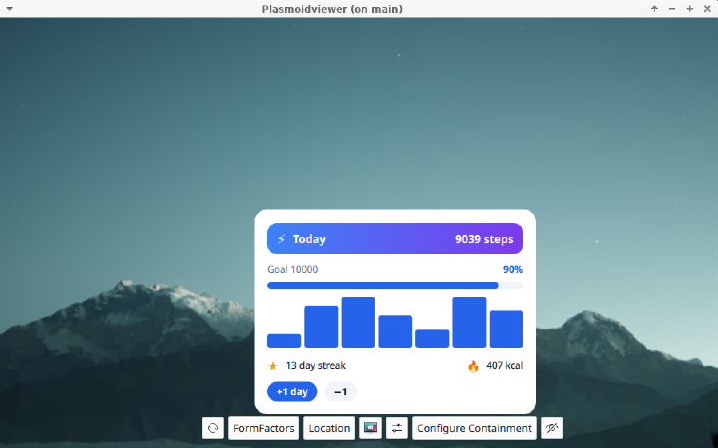 Plasmoidviewer (on main)
⚡ Today 9039 steps
Goal 10000 90%
★ 13 day streak 🔥 407 kcal
+1 day −1
FormFactors Location Configure Containment